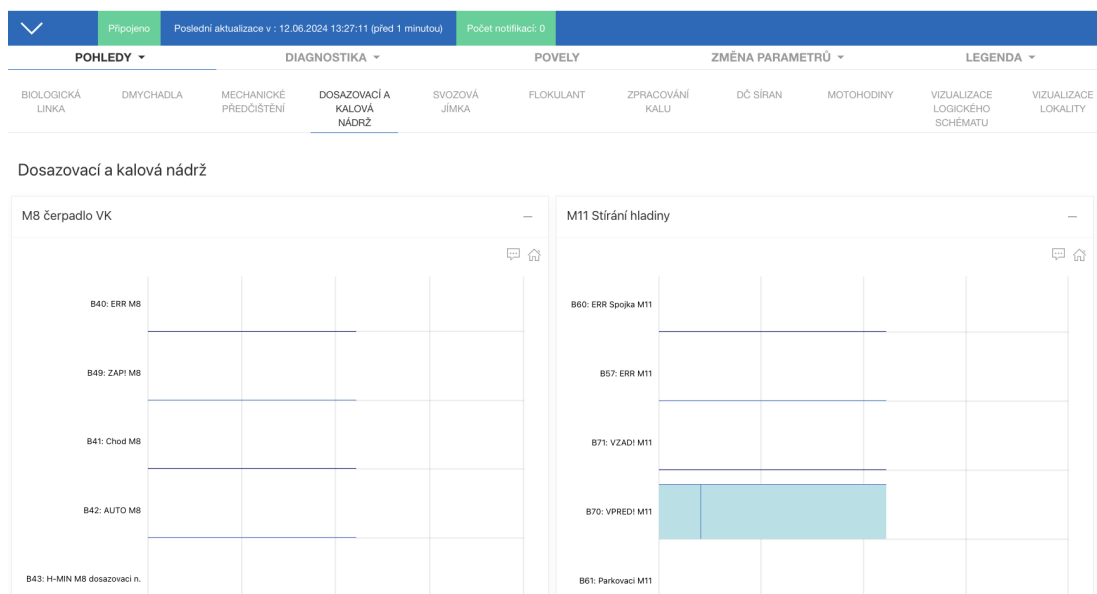 Připojeno Poslední aktualizace v : 12.06.2024 13:27:11 (před 1 minutou) Počet notifikací: 0
POHLEDY DIAGNOSTIKA POVELY ZMĚNA PARAMETRŮ LEGENDA
BIOLOGICKÁ LINKA
DMYCHADLA
MECHANICKÉ PŘEDČIŠTĚNÍ
DOSAZOVACÍ A KALOVÁ NÁDRŽ
SVOZOVÁ JÍMKA
FLOKULANT
ZPRACOVÁNÍ KALU
DČ SÍRAN
MOTOHODINY
VIZUALIZACE LOGICKÉHO SCHÉMATU
VIZUALIZACE LOKALITY
Dosazovací a kalová nádrž
M8 čerpadlo VK
B40: ERR M8
B49: ZAP! M8
B41: Chod M8
B42: AUTO M8
B43: H-MIN M8 dosazovaci n.
M11 Stírání hladiny
B60: ERR Spojka M11
B57: ERR M11
B71: VZAD! M11
B70: VPRED! M11
B61: Parkovaci M11